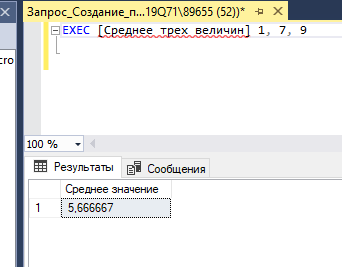 Запрос_Создание_п...19Q71\89655 (52))*
cro
EXEC [Среднее трех величин] 1, 7, 9
100 %
Результаты Сообщения
Среднее значение
1 5,666667